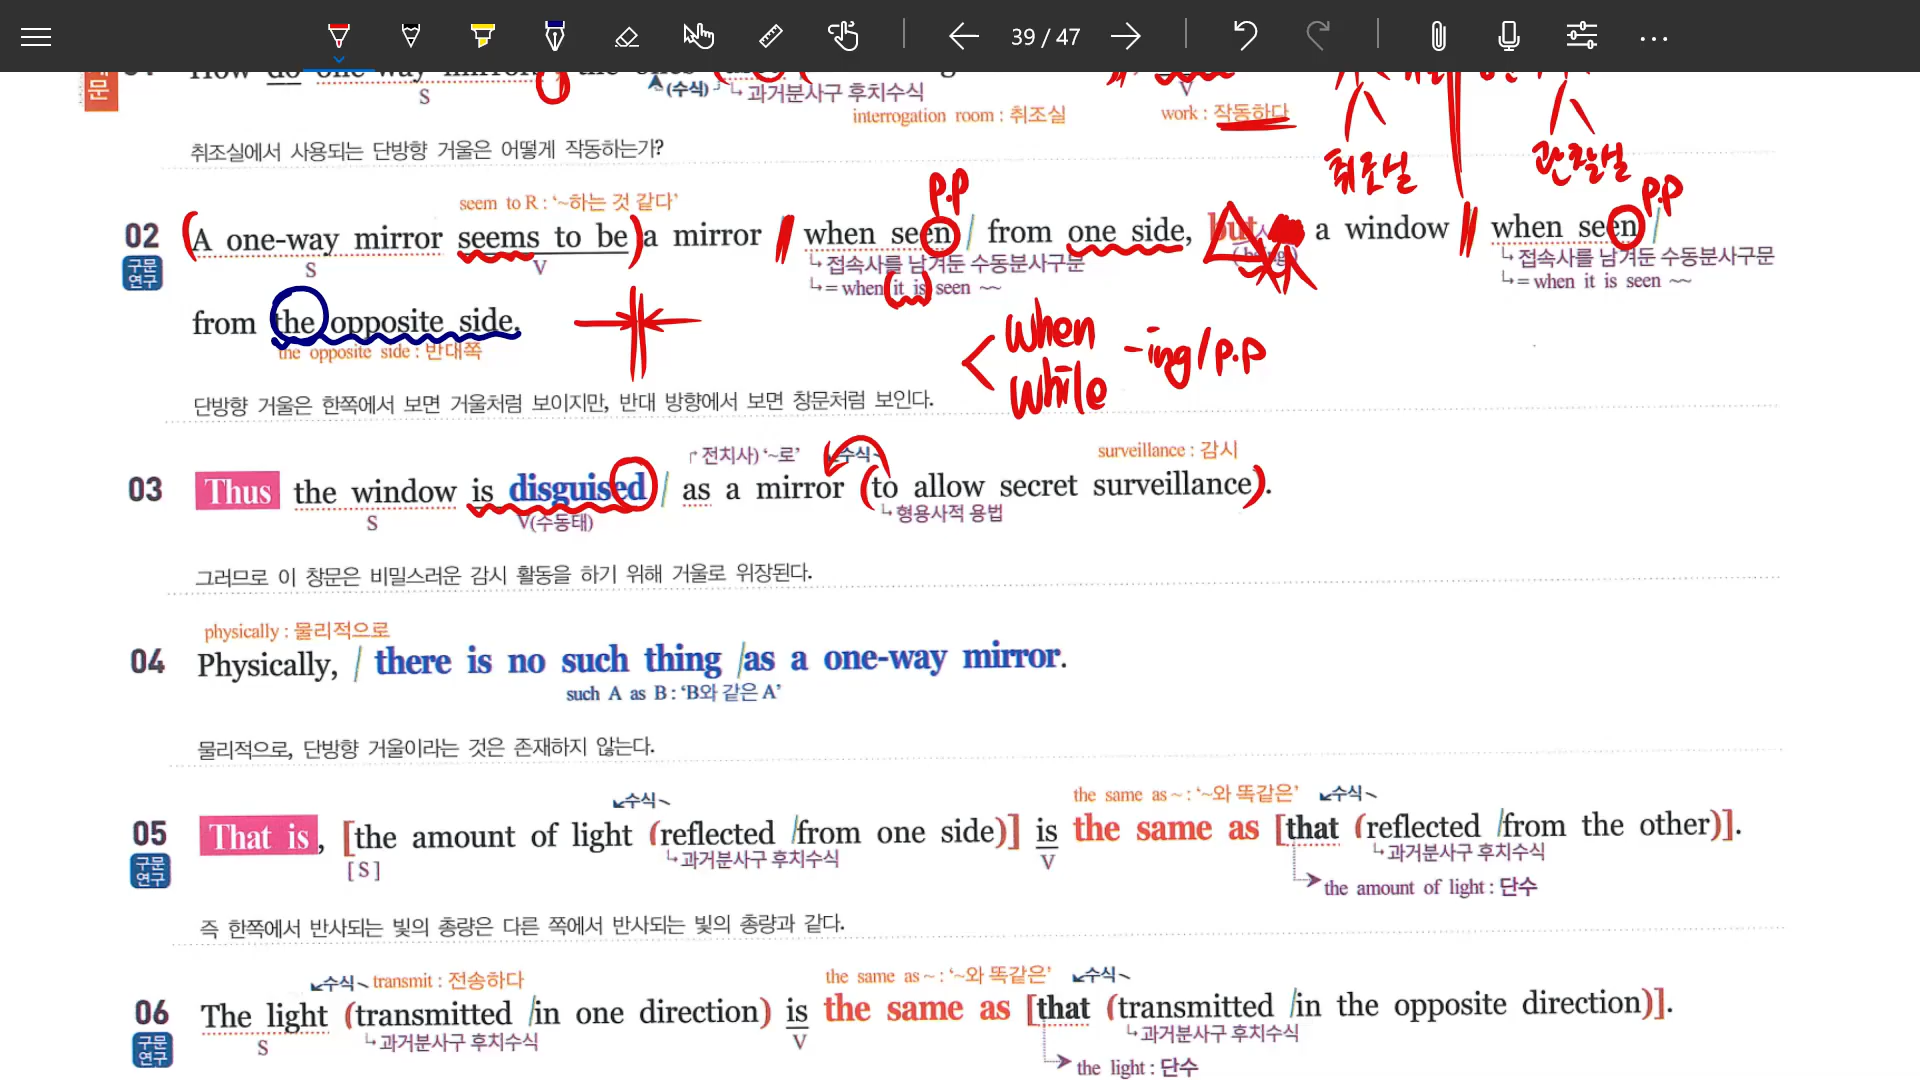 39 / 47
문
S
(수식)
과거분사구 후치수식
V
interrogation room : 취조실
work : 작동하다
취조실에서 사용되는 단방향 거울은 어떻게 작동하는가?
취조실
관찰실
seem to R : ‘~하는 것 같다’
p.p
p.p
02 (A one-way mirror seems to be) a mirror // when seen / from one side, but a window // when seen /
구문연구
S
V
접속사를 남겨둔 수동분사구문
접속사를 남겨둔 수동분사구문
= when it is seen ~~
= when it is seen ~~
from the opposite side.
the opposite side : 반대쪽
when
while
-ing/p.p
단방향 거울은 한쪽에서 보면 거울처럼 보이지만, 반대 방향에서 보면 창문처럼 보인다.
전치사) ‘~로’
수식
surveillance : 감시
03 Thus the window is disguised / as a mirror (to allow secret surveillance).
S
V(수동태)
형용사적 용법
그러므로 이 창문은 비밀스러운 감시 활동을 하기 위해 거울로 위장된다.
physically : 물리적으로
04 Physically, / there is no such thing / as a one-way mirror.
such A as B : ‘B와 같은 A’
물리적으로, 단방향 거울이라는 것은 존재하지 않는다.
수식
the same as ~ : ‘~와 똑같은’
수식
05 That is, [the amount of light (reflected / from one side)] is the same as [that (reflected / from the other)].
구문연구
[ S ]
과거분사구 후치수식
V
과거분사구 후치수식
the amount of light : 단수
즉 한쪽에서 반사되는 빛의 총량은 다른 쪽에서 반사되는 빛의 총량과 같다.
수식
transmit : 전송하다
the same as ~ : ‘~와 똑같은’
수식
06 The light (transmitted / in one direction) is the same as [that (transmitted / in the opposite direction)].
구문연구
S
과거분사구 후치수식
V
과거분사구 후치수식
the light : 단수